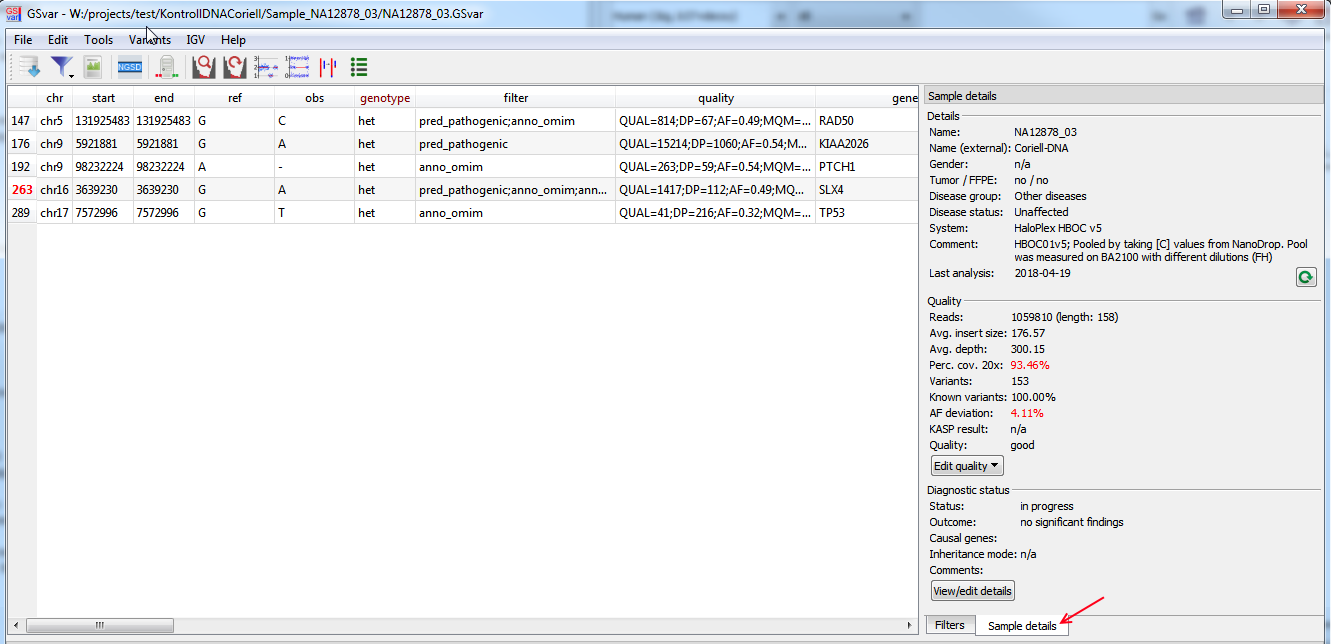 GSvar - W:/projects/test/KontrollDNACoriell/Sample_NA12878_03/NA12878_03.GSvar
File Edit Tools Variants IGV Help
NGSD
chr start end ref obs genotype filter quality gene
147 chr5 131925483 131925483 G C het pred_pathogenic;anno_omim QUAL=814;DP=67;AF=0.49;MQM=... RAD50
176 chr9 5921881 5921881 G A het pred_pathogenic QUAL=15214;DP=1060;AF=0.54;M... KIAA2026
192 chr9 98232224 98232224 A - het anno_omim QUAL=263;DP=59;AF=0.54;MQM=... PTCH1
263 chr16 3639230 3639230 G A het pred_pathogenic;anno_omim;ann... QUAL=1417;DP=112;AF=0.49;MQ... SLX4
289 chr17 7572996 7572996 G T het anno_omim QUAL=41;DP=216;AF=0.32;MQM=... TP53
Sample details
Details
Name: NA12878_03
Name (external): Coriell-DNA
Gender: n/a
Tumor / FFPE: no / no
Disease group: Other diseases
Disease status: Unaffected
System: HaloPlex HBOC v5
Comment: HBOC01v5; Pooled by taking [C] values from NanoDrop. Pool
was measured on BA2100 with different dilutions (FH)
Last analysis: 2018-04-19
Quality
Reads: 1059810 (length: 158)
Avg. insert size: 176.57
Avg. depth: 300.15
Perc. cov. 20x: 93.46%
Variants: 153
Known variants: 100.00%
AF deviation: 4.11%
KASP result: n/a
Quality: good
Edit quality
Diagnostic status
Status: in progress
Outcome: no significant findings
Causal genes:
Inheritance mode: n/a
Comments:
View/edit details
Filters Sample details